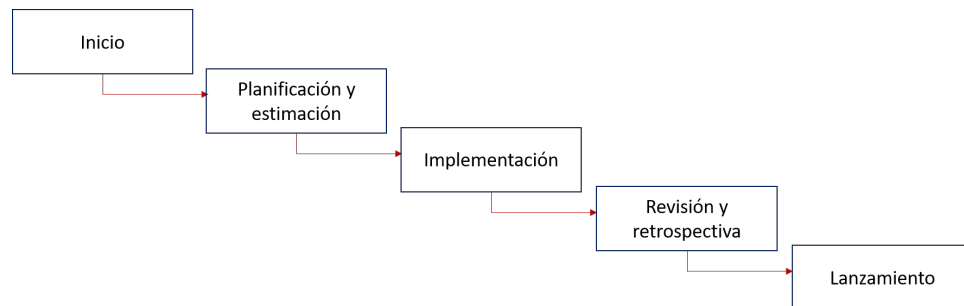 Inicio
Planificación y
estimación
Implementación
Revisión y
retrospectiva
Lanzamiento